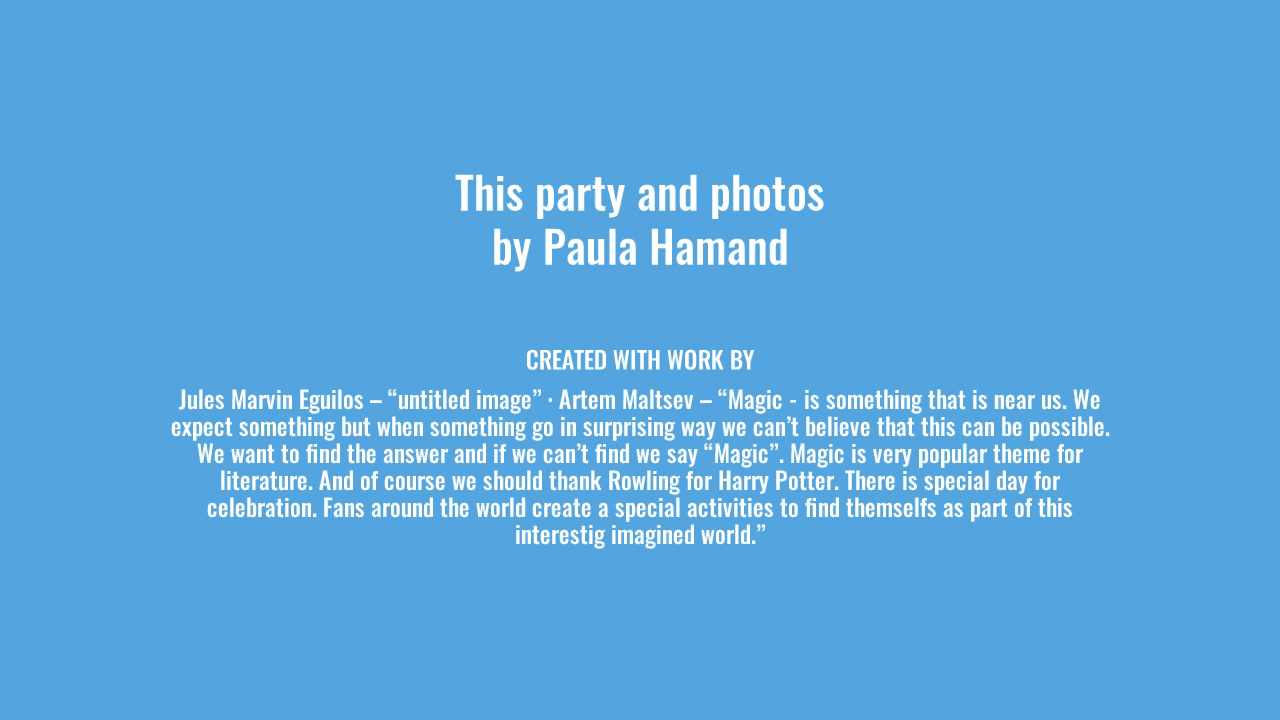 This party and photos
by Paula Hamand
CREATED WITH WORK BY
Jules Marvin Eguilos – “untitled image” · Artem Maltsev – “Magic - is something that is near us. We
expect something but when something go in surprising way we can’t believe that this can be possible.
We want to find the answer and if we can’t find we say “Magic”. Magic is very popular theme for
literature. And of course we should thank Rowling for Harry Potter. There is special day for
celebration. Fans around the world create a special activities to find themselfs as part of this
interestig imagined world.”